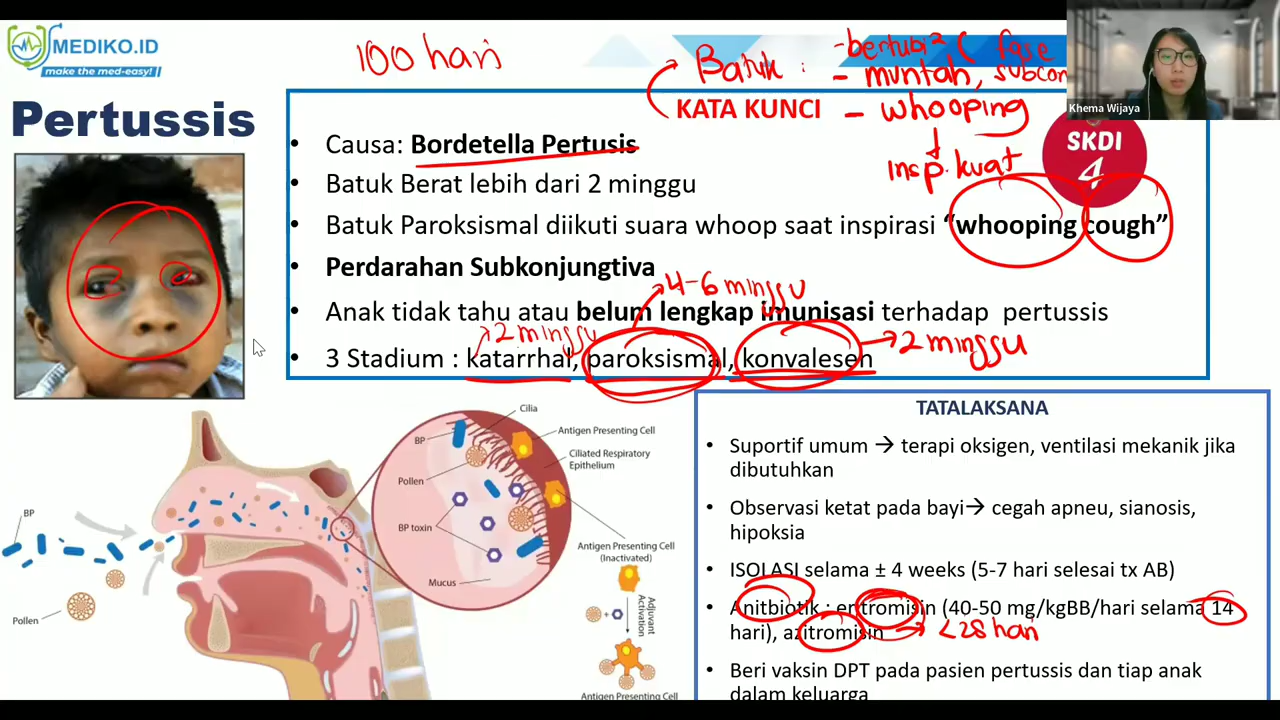 MEDIKO.ID
make the med-easy!
100 hari
Batuk :
- bertubi² ( fase
- muntah, subcon
- whooping
insp. kuat
KATA KUNCI
Khema Wijaya
Pertussis
SKDI
4
• Causa: Bordetella Pertusis
• Batuk Berat lebih dari 2 minggu
• Batuk Paroksismal diikuti suara whoop saat inspirasi “whooping cough”
• Perdarahan Subkonjungtiva
4-6 minggu
• Anak tidak tahu atau belum lengkap imunisasi terhadap pertussis
2 minggu
• 3 Stadium : katarrhal, paroksismal, konvalesen
2 minggu
BP
Pollen
Cilia
BP
Antigen Presenting Cell
Ciliated Respiratory
Epithelium
Pollen
BP toxin
Mucus
Antigen Presenting Cell
(Inactivated)
Adjuvant
Activation
Antigen Presenting Cell
TATALAKSANA
• Suportif umum → terapi oksigen, ventilasi mekanik jika
dibutuhkan
• Observasi ketat pada bayi→ cegah apneu, sianosis,
hipoksia
• ISOLASI selama ± 4 weeks (5-7 hari selesai tx AB)
• Anitbiotik : eritromisin (40-50 mg/kgBB/hari selama 14
hari), azitromisin → <28 hari
• Beri vaksin DPT pada pasien pertussis dan tiap anak
dalam keluarga